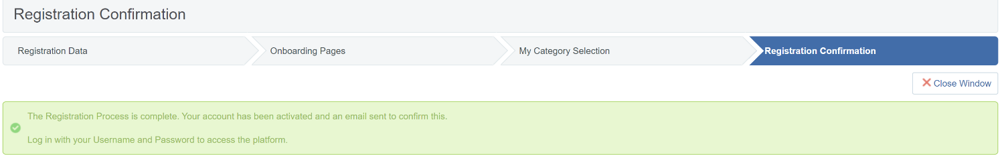 Registration Confirmation
Registration Data
Onboarding Pages
My Category Selection
Registration Confirmation
Close Window
The Registration Process is complete. Your account has been activated and an email sent to confirm this.
Log in with your Username and Password to access the platform.